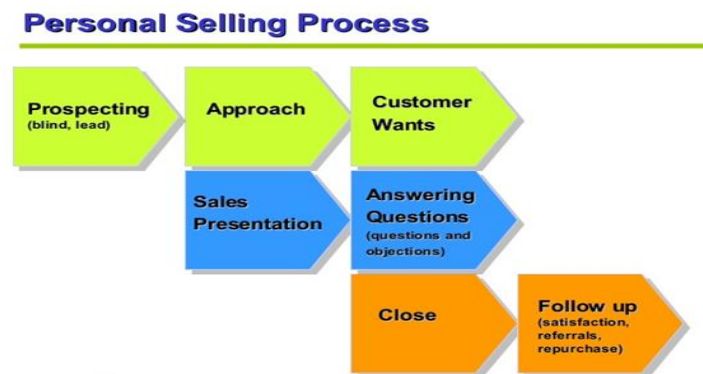 Personal Selling Process
Prospecting
(blind, lead)
Approach
Customer
Wants
Sales
Presentation
Answering
Questions
(questions and
objections)
Close
Follow up
(satisfaction,
referrals,
repurchase)